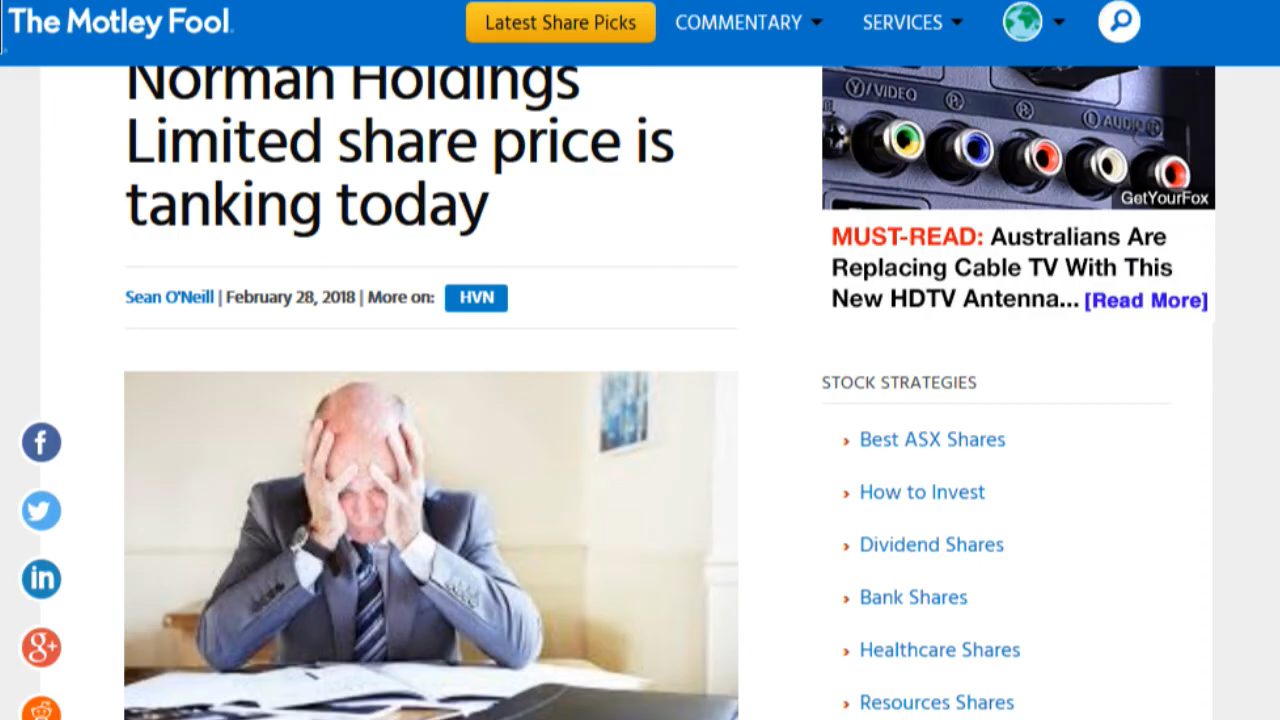 The Motley Fool.
Latest Share Picks
COMMENTARY
SERVICES
Norman Holdings
Limited share price is
tanking today
Sean O'Neill | February 28, 2018 | More on: HVN
Y/VIDEO
L AUDIO
GetYourFox
MUST-READ: Australians Are
Replacing Cable TV With This
New HDTV Antenna... [Read More]
STOCK STRATEGIES
› Best ASX Shares
› How to Invest
› Dividend Shares
› Bank Shares
› Healthcare Shares
› Resources Shares
f
in
g+